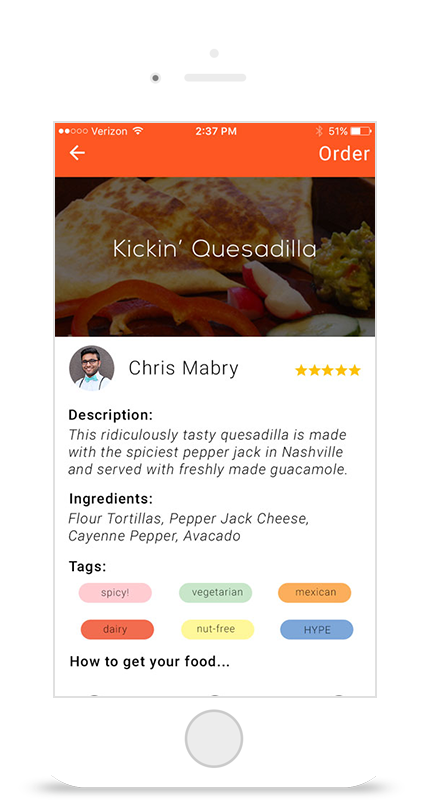 Verizon 2:37 PM 51%
Order
Kickin' Quesadilla
Chris Mabry
Description:
This ridiculously tasty quesadilla is made
with the spiciest pepper jack in Nashville
and served with freshly made guacamole.
Ingredients:
Flour Tortillas, Pepper Jack Cheese,
Cayenne Pepper, Avacado
Tags:
spicy! vegetarian mexican
dairy nut-free HYPE
How to get your food...